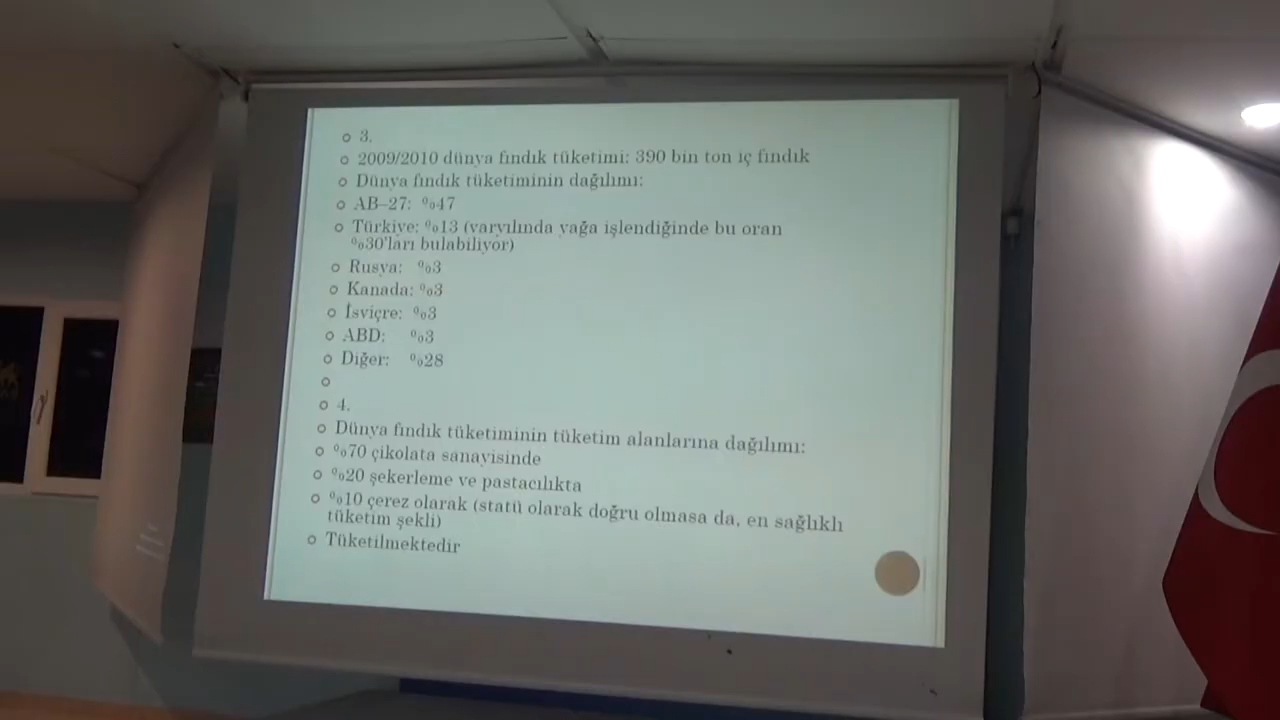 3.
2009/2010 dünya fındık tüketimi: 390 bin ton iç fındık
Dünya fındık tüketiminin dağılımı:
AB–27: %47
Türkiye: %13 (varyılında yağa işlendiğinde bu oran
%30'ları bulabiliyor)
Rusya: %3
Kanada: %3
İsviçre: %3
ABD: %3
Diğer: %28
4.
Dünya fındık tüketiminin tüketim alanlarına dağılımı:
%70 çikolata sanayisinde
%20 şekerleme ve pastacılıkta
%10 çerez olarak (statü olarak doğru olmasa da, en sağlıklı
tüketim şekli)
Tüketilmektedir